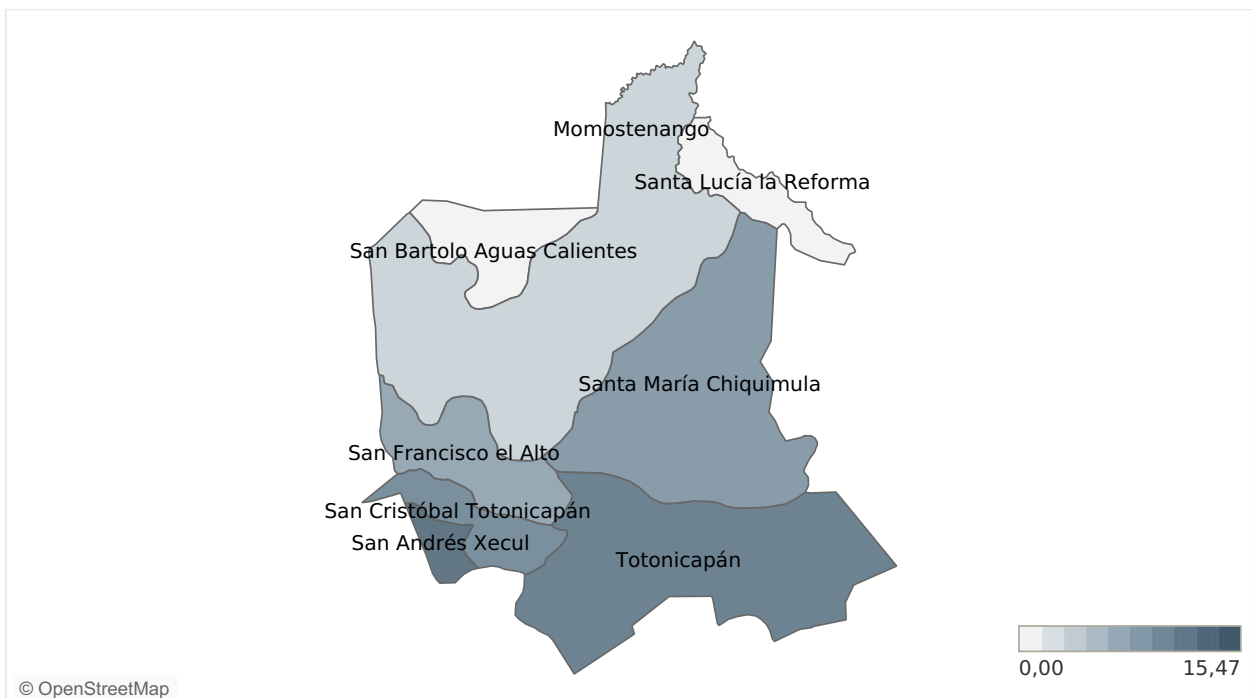 Momostenango
Santa Lucía la Reforma
San Bartolo Aguas Calientes
Santa María Chiquimula
San Francisco el Alto
San Cristóbal Totonicapán
San Andrés Xecul
Totonicapán
0,00 15,47
© OpenStreetMap